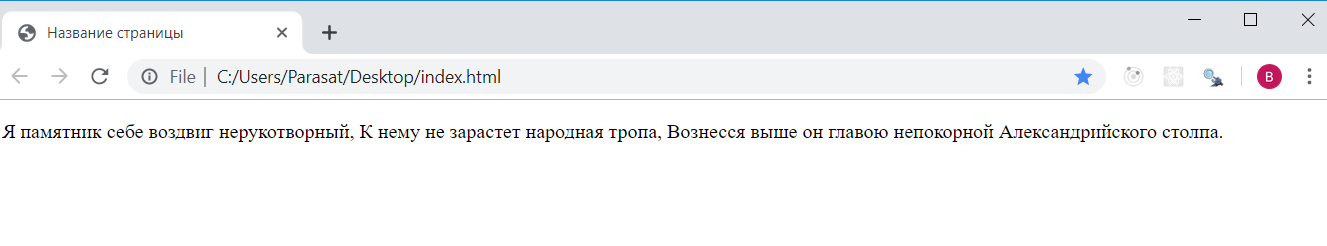 Название страницы
File C:/Users/Parasat/Desktop/index.html
B
Я памятник себе воздвиг нерукотворный, К нему не зарастет народная тропа, Вознесся выше он главою непокорной Александрийского столпа.